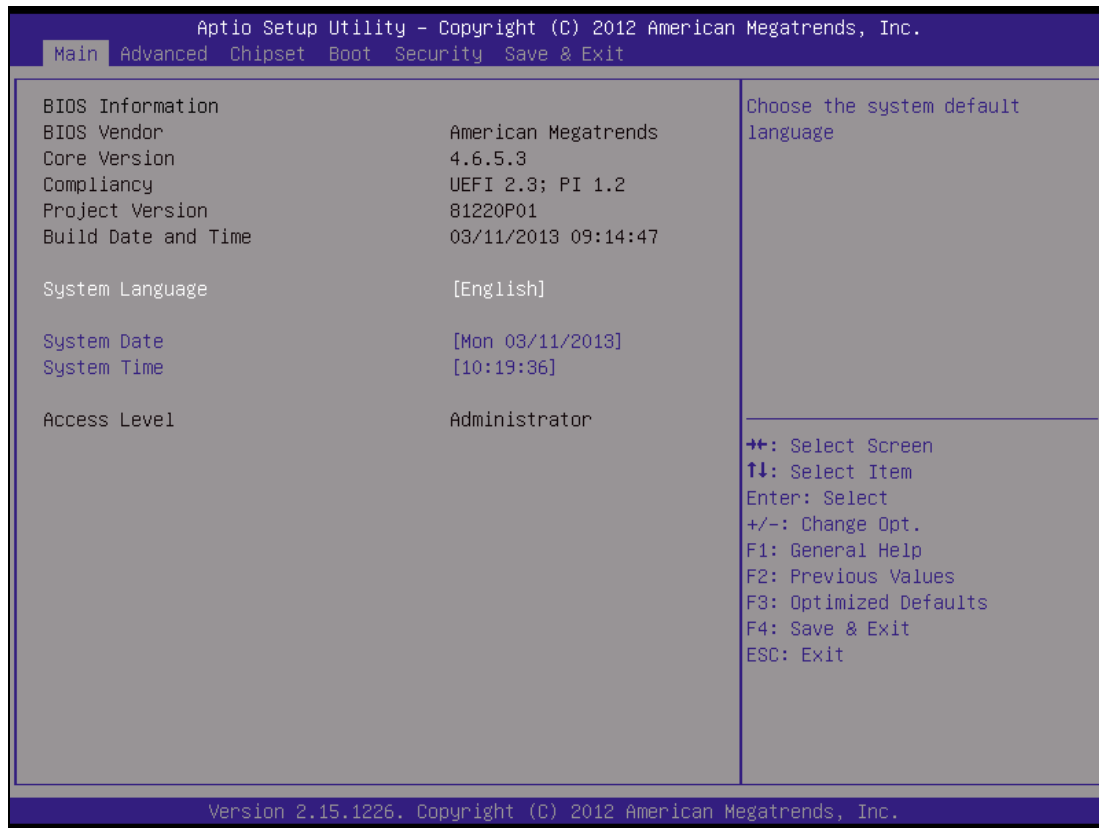 Aptio Setup Utility – Copyright (C) 2012 American Megatrends, Inc.
Main Advanced Chipset Boot Security Save & Exit
BIOS Information
BIOS Vendor American Megatrends
Core Version 4.6.5.3
Compliancy UEFI 2.3; PI 1.2
Project Version 81220P01
Build Date and Time 03/11/2013 09:14:47
System Language [English]
System Date [Mon 03/11/2013]
System Time [10:19:36]
Access Level Administrator
Choose the system default
language
→←: Select Screen
↑↓: Select Item
Enter: Select
+/-: Change Opt.
F1: General Help
F2: Previous Values
F3: Optimized Defaults
F4: Save & Exit
ESC: Exit
Version 2.15.1226. Copyright (C) 2012 American Megatrends, Inc.